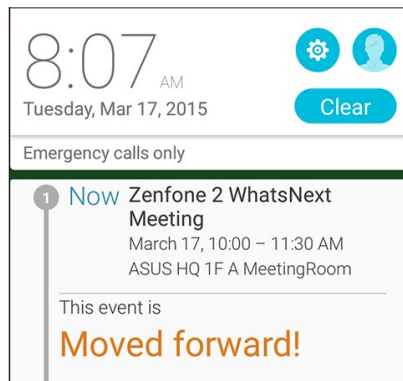 8:07 AM
Tuesday, Mar 17, 2015
Clear
Emergency calls only
1
Now Zenfone 2 WhatsNext
Meeting
March 17, 10:00 – 11:30 AM
ASUS HQ 1F A MeetingRoom
This event is
Moved forward!